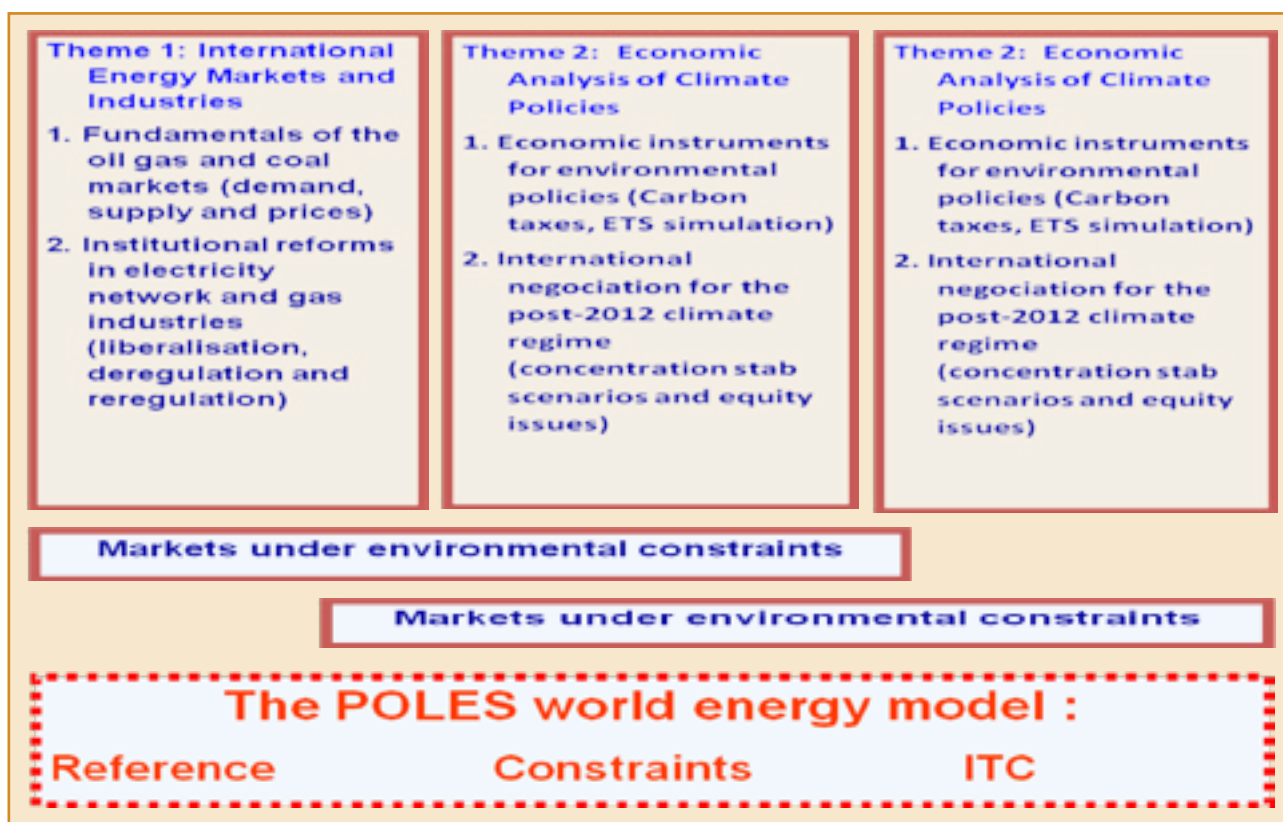 Theme 1: International
Energy Markets and
Industries
1. Fundamentals of the
oil gas and coal
markets (demand,
supply and prices)
2. Institutional reforms
in electricity
network and gas
industries
(liberalisation,
deregulation and
reregulation)
Theme 2: Economic
Analysis of Climate
Policies
1. Economic instruments
for environmental
policies (Carbon
taxes, ETS simulation)
2. International
negociation for the
post-2012 climate
regime
(concentration stab
scenarios and equity
issues)
Theme 2: Economic
Analysis of Climate
Policies
1. Economic instruments
for environmental
policies (Carbon
taxes, ETS simulation)
2. International
negociation for the
post-2012 climate
regime
(concentration stab
scenarios and equity
issues)
Markets under environmental constraints
Markets under environmental constraints
The POLES world energy model :
Reference Constraints ITC